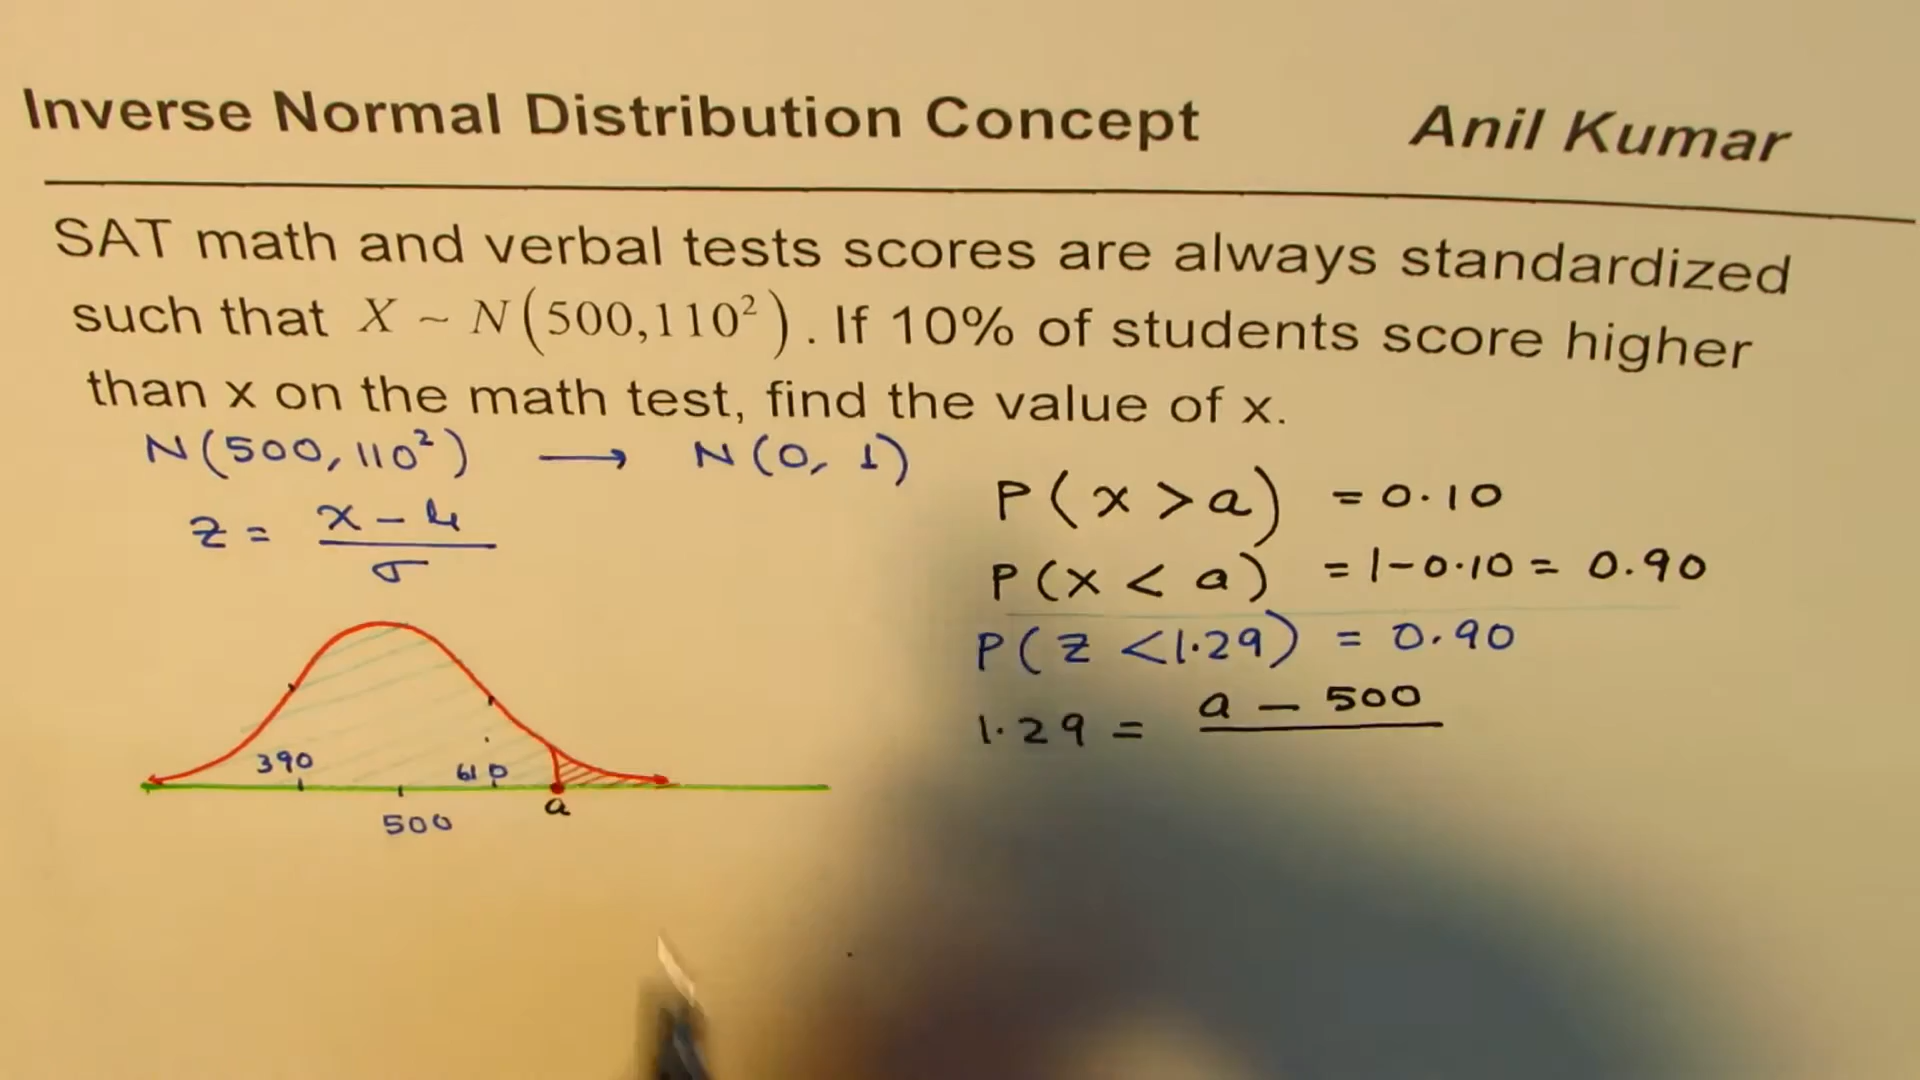 Inverse Normal Distribution Concept Anil Kumar
SAT math and verbal tests scores are always standardized
such that X ~ N(500,110²). If 10% of students score higher
than x on the math test, find the value of x.
N(500, 110²) → N(0, 1)
z = (x - μ) / σ
P(x > a) = 0.10
P(x < a) = 1-0.10 = 0.90
P(z < 1.29) = 0.90
1.29 = a - 500
390
610
a
500